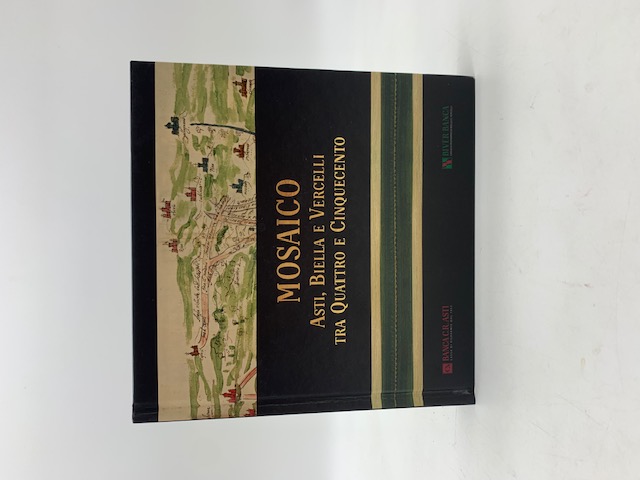 MOSAICO
ASTI, BIELLA E VERCELLI
TRA QUATTRO E CINQUECENTO
BANCA C.R. ASTI
BIVERBANCA